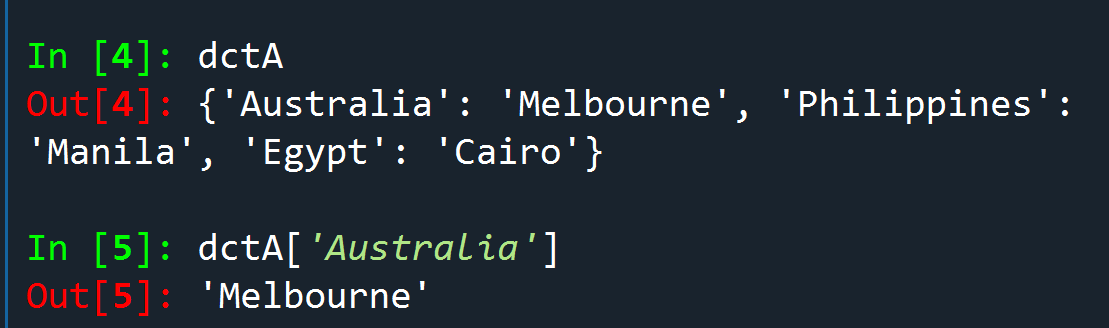 In [4]: dctA
Out[4]: {'Australia': 'Melbourne', 'Philippines':
'Manila', 'Egypt': 'Cairo'}
In [5]: dctA['Australia']
Out[5]: 'Melbourne'